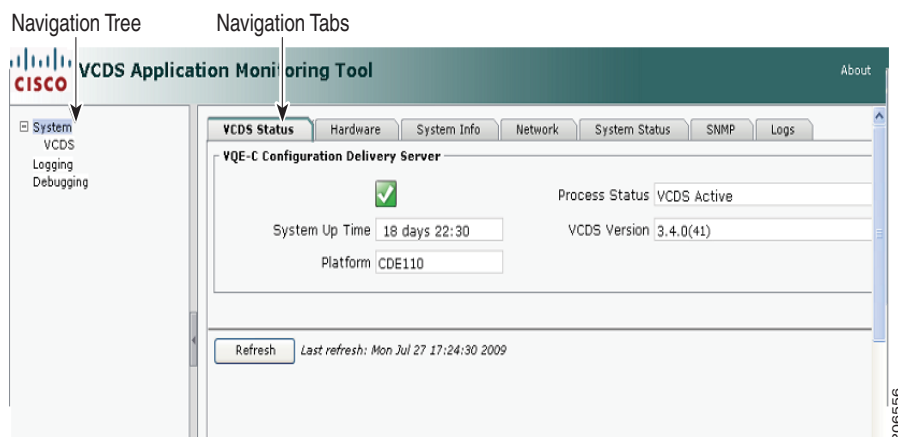 Navigation Tree
Navigation Tabs
CISCO
VCDS Application Monitoring Tool
About
System
VCDS
Logging
Debugging
VCDS Status
Hardware
System Info
Network
System Status
SNMP
Logs
VQE-C Configuration Delivery Server
Process Status VCDS Active
System Up Time 18 days 22:30
VCDS Version 3.4.0(41)
Platform CDE110
Refresh Last refresh: Mon Jul 27 17:24:30 2009